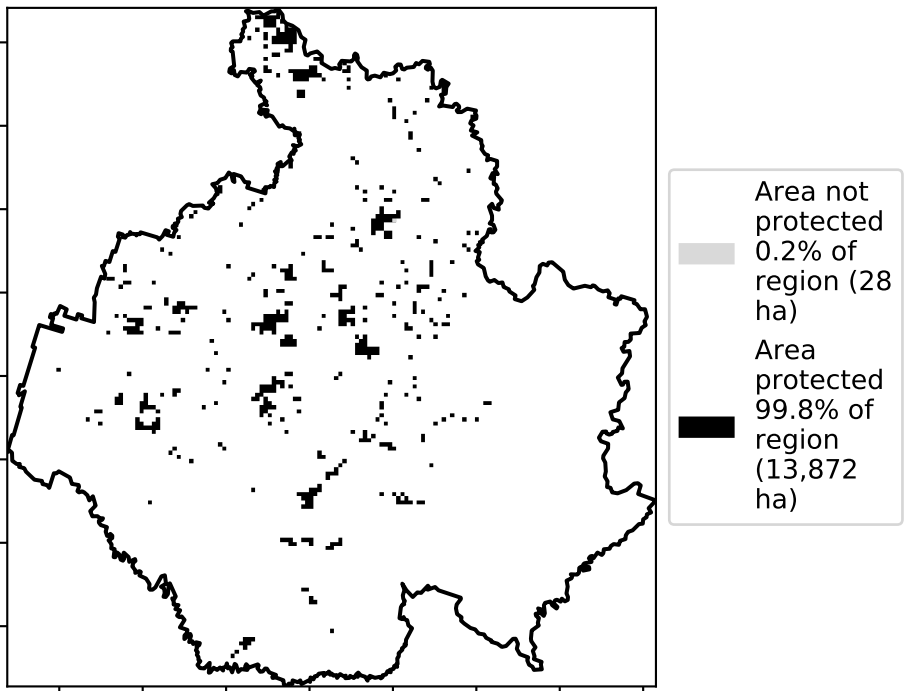 Area not
protected
0.2% of
region (28
ha)
Area
protected
99.8% of
region
(13,872
ha)